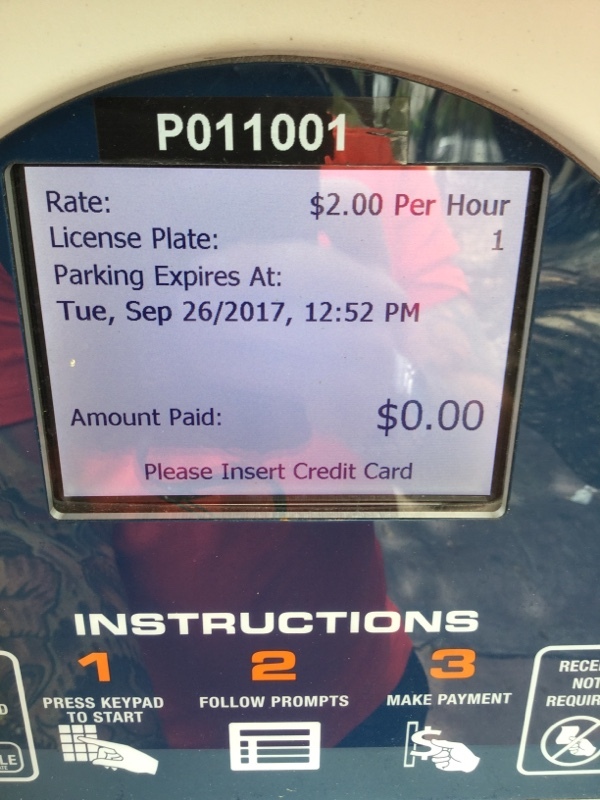 P011001
Rate: $2.00 Per Hour
License Plate: 1
Parking Expires At:
Tue, Sep 26/2017, 12:52 PM
Amount Paid: $0.00
Please Insert Credit Card
INSTRUCTIONS
1 2 3
PRESS KEYPAD
TO START
FOLLOW PROMPTS
MAKE PAYMENT
$